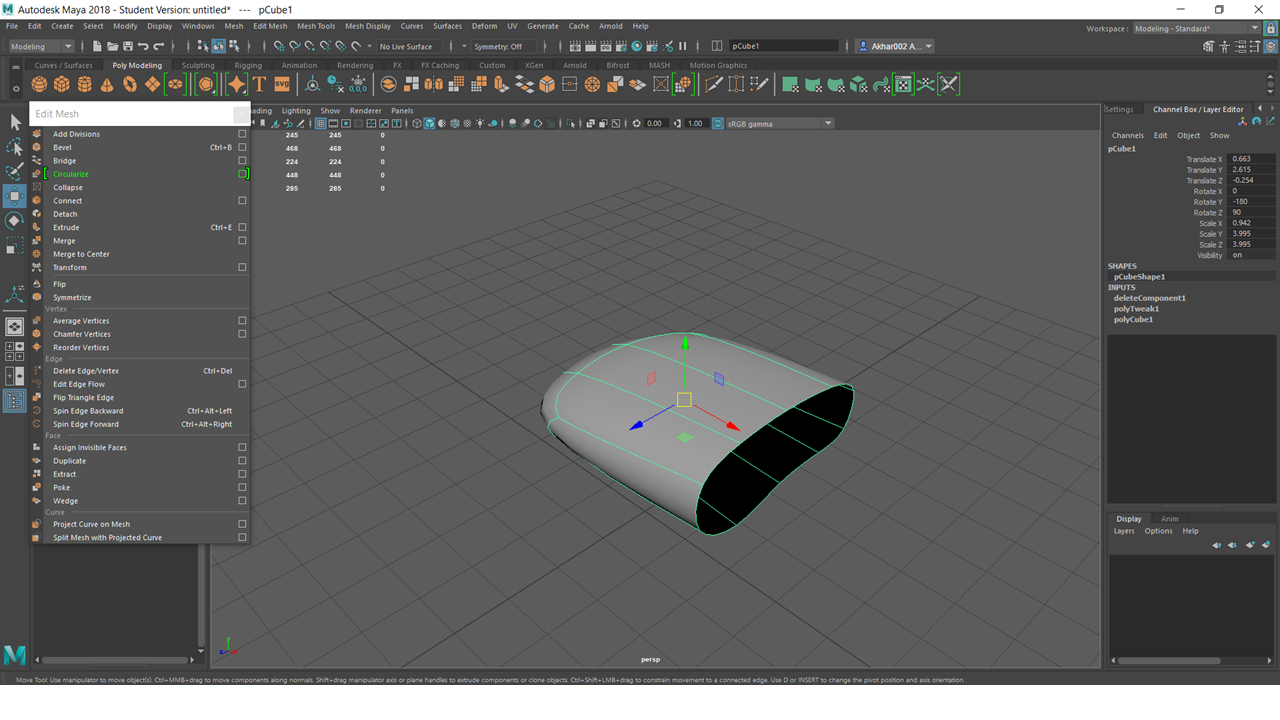 Autodesk Maya 2018 - Student Version: untitled* --- pCube1
File Edit Create Select Modify Display Windows Mesh Edit Mesh Mesh Tools Mesh Display Curves Surfaces Deform UV Generate Cache Arnold Help
Workspace : Modeling - Standard*
Modeling No Live Surface Symmetry: Off pCube1 Akhar002 A...
Curves / Surfaces Poly Modeling Sculpting Rigging Animation Rendering FX FX Caching Custom XGen Arnold Bifrost MASH Motion Graphics
SVG
0,0,0
Edit Mesh
ading Lighting Show Renderer Panels
0.00 1.00 sRGB gamma
245 245 0
468 468 0
224 224 0
448 448 0
285 285 0
Add Divisions
Bevel Ctrl+B
Bridge
Circularize
Collapse
Connect
Detach
Extrude Ctrl+E
Merge
Merge to Center
Transform
Flip
Symmetrize
Vertex
Average Vertices
Chamfer Vertices
Reorder Vertices
Edge
Delete Edge/Vertex Ctrl+Del
Edit Edge Flow
Flip Triangle Edge
Spin Edge Backward Ctrl+Alt+Left
Spin Edge Forward Ctrl+Alt+Right
Face
Assign Invisible Faces
Duplicate
Extract
Poke
Wedge
Curve
Project Curve on Mesh
Split Mesh with Projected Curve
persp
Settings Channel Box / Layer Editor
Channels Edit Object Show
pCube1
Translate X 0.663
Translate Y 2.615
Translate Z -0.254
Rotate X 0
Rotate Y -180
Rotate Z 90
Scale X 0.942
Scale Y 3.995
Scale Z 3.995
Visibility on
SHAPES
pCubeShape1
INPUTS
deleteComponent1
polyTweak1
polyCube1
Display Anim
Layers Options Help
Move Tool: Use manipulator to move object(s). Ctrl+MMB+drag to move components along normals. Shift+drag manipulator axis or plane handles to extrude components or clone objects. Ctrl+Shift+LMB+drag to constrain movement to a connected edge. Use D or INSERT to change the pivot position and axis orientation.